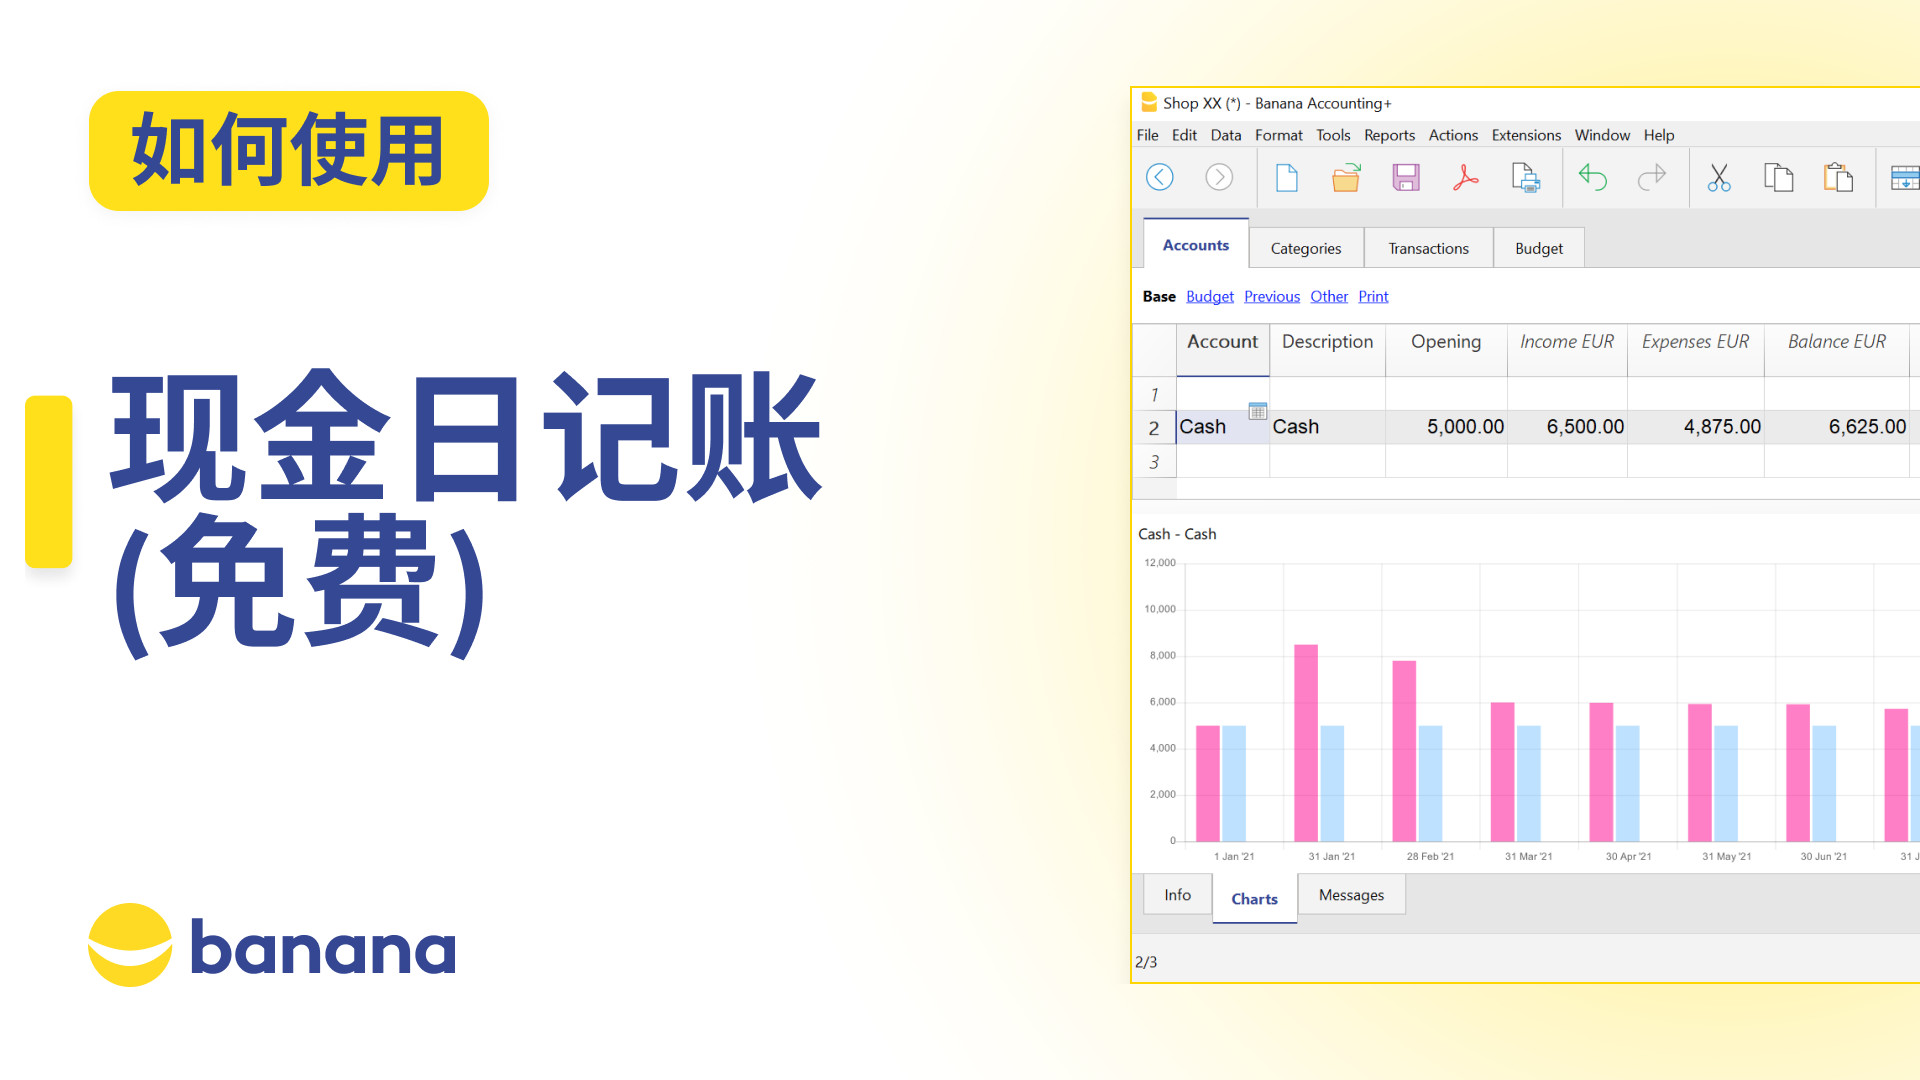 如何使用
现金日记账
(免费)
banana
Shop XX (*) - Banana Accounting+
File Edit Data Format Tools Reports Actions Extensions Window Help
Accounts Categories Transactions Budget
Base Budget Previous Other Print
Account Description Opening Income EUR Expenses EUR Balance EUR
1
2 Cash Cash 5,000.00 6,500.00 4,875.00 6,625.00
3
Cash - Cash
12,000
10,000
8,000
6,000
4,000
2,000
0
1 Jan '21 31 Jan '21 28 Feb '21 31 Mar '21 30 Apr '21 31 May '21 30 Jun '21 31 J
Info Charts Messages
2/3